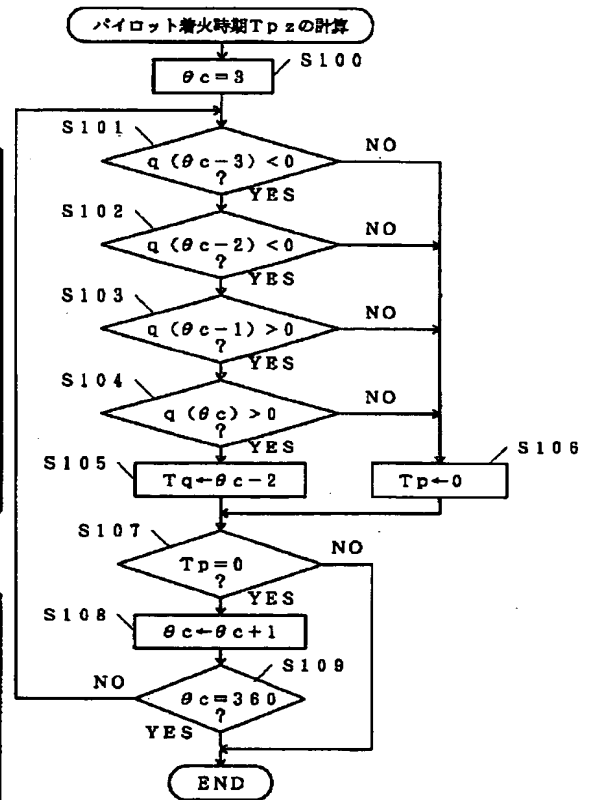 パイロット着火時期Tpzの計算
S100
θc=3
S101
q(θc-3)<0
?
NO
YES
S102
q(θc-2)<0
?
NO
YES
S103
q(θc-1)>0
?
NO
YES
S104
q(θc)>0
?
NO
YES
S105
Tq←θc-2
S106
Tp←0
S107
Tp=0
?
NO
YES
S108
θc←θc+1
S109
θc=360
?
NO
YES
END